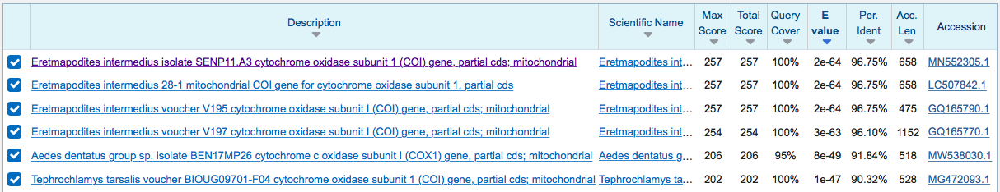 Description Scientific Name Max Score Total Score Query Cover E value Per. Ident Acc. Len Accession
Eretmapodites intermedius isolate SENP11.A3 cytochrome oxidase subunit 1 (COI) gene, partial cds; mitochondrial Eretmapodites int... 257 257 100% 2e-64 96.75% 658 MN552305.1
Eretmapodites intermedius 28-1 mitochondrial COI gene for cytochrome oxidase subunit 1, partial cds Eretmapodites int... 257 257 100% 2e-64 96.75% 658 LC507842.1
Eretmapodites intermedius voucher V195 cytochrome oxidase subunit I (COI) gene, partial cds; mitochondrial Eretmapodites int... 257 257 100% 2e-64 96.75% 475 GQ165790.1
Eretmapodites intermedius voucher V197 cytochrome oxidase subunit I (COI) gene, partial cds; mitochondrial Eretmapodites int... 254 254 100% 3e-63 96.10% 1152 GQ165770.1
Aedes dentatus group sp. isolate BEN17MP26 cytochrome c oxidase subunit I (COX1) gene, partial cds; mitochondrial Aedes dentatus g... 206 206 95% 8e-49 91.84% 518 MW538030.1
Tephrochlamys tarsalis voucher BIOUG09701-F04 cytochrome oxidase subunit 1 (COI) gene, partial cds; mitochondrial Tephrochlamys ta... 202 202 100% 1e-47 90.32% 528 MG472093.1